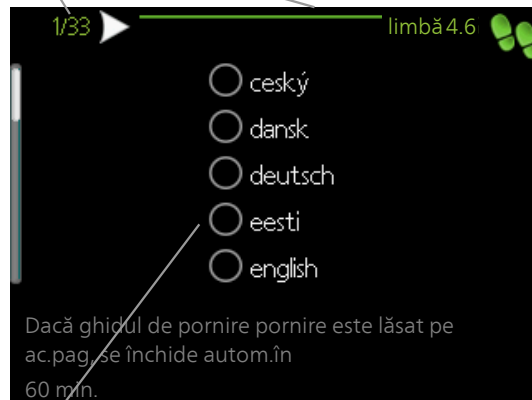 1/33 limbă 4.6
ceský
dansk
deutsch
eesti
english
Dacă ghidul de pornire pornire este lăsat pe
ac.pag, se închide autom.în
60 min.